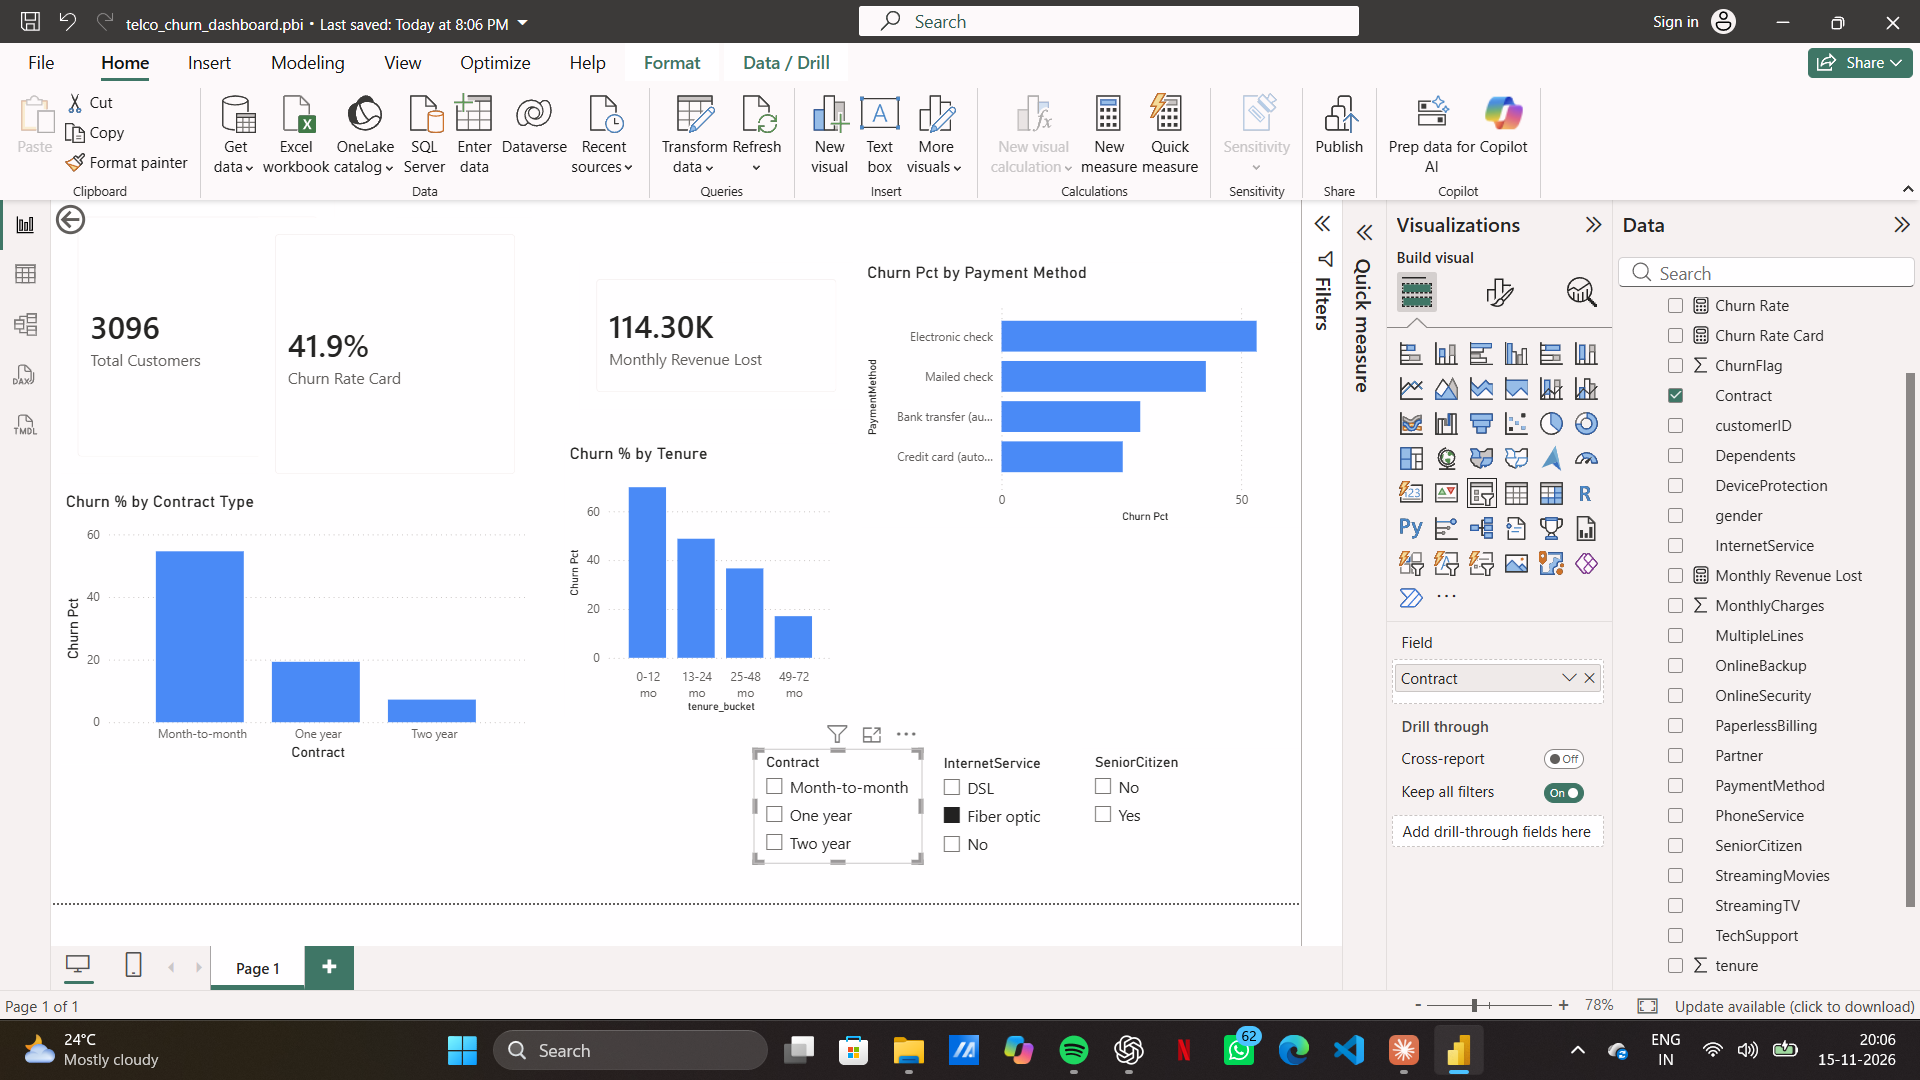 telco_churn_dashboard.pbi • Last saved: Today at 8:06 PM
Search
Sign in
File
Home
Insert
Modeling
View
Optimize
Help
Format
Data / Drill
Share
Paste
Cut
Copy
Format painter
Clipboard
Get data
Excel workbook
OneLake catalog
SQL Server
Enter data
Dataverse
Recent sources
Data
Transform data
Refresh
Queries
New visual
Text box
More visuals
Insert
New visual calculation
New measure
Quick measure
Calculations
Sensitivity
Sensitivity
Publish
Share
Prep data for AI
Copilot
Copilot
3096
Total Customers
41.9%
Churn Rate Card
114.30K
Monthly Revenue Lost
Churn Pct by Payment Method
PaymentMethod
Electronic check
Mailed check
Bank transfer (au...
Credit card (auto...
0
50
Churn Pct
Churn % by Contract Type
Churn Pct
60
40
20
0
Month-to-month
One year
Two year
Contract
Churn % by Tenure
Churn Pct
60
40
20
0
0-12 mo
13-24 mo
25-48 mo
49-72 mo
tenure_bucket
Contract
Month-to-month
One year
Two year
InternetService
DSL
Fiber optic
No
SeniorCitizen
No
Yes
Filters
Quick measure
Visualizations
Build visual
123
R
Py
Field
Contract
Drill through
Cross-report
Off
Keep all filters
On
Add drill-through fields here
Data
Search
Churn Rate
Churn Rate Card
ChurnFlag
Contract
customerID
Dependents
DeviceProtection
gender
InternetService
Monthly Revenue Lost
MonthlyCharges
MultipleLines
OnlineBackup
OnlineSecurity
PaperlessBilling
Partner
PaymentMethod
PhoneService
SeniorCitizen
StreamingMovies
StreamingTV
TechSupport
tenure
DAX
TMDL
Page 1
Page 1 of 1
- + 78%
Update available (click to download)
24°C
Mostly cloudy
Search
62
ENG
IN
20:06
15-11-2026